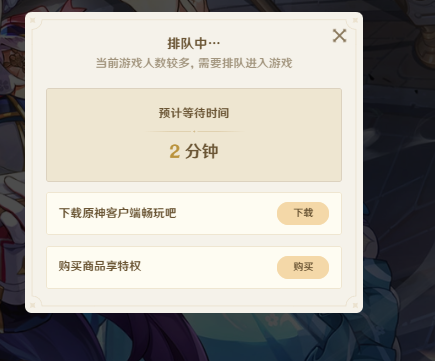 排队中…
当前游戏人数较多, 需要排队进入游戏
预计等待时间
2 分钟
下载原神客户端畅玩吧
下载
购买商品享特权
购买